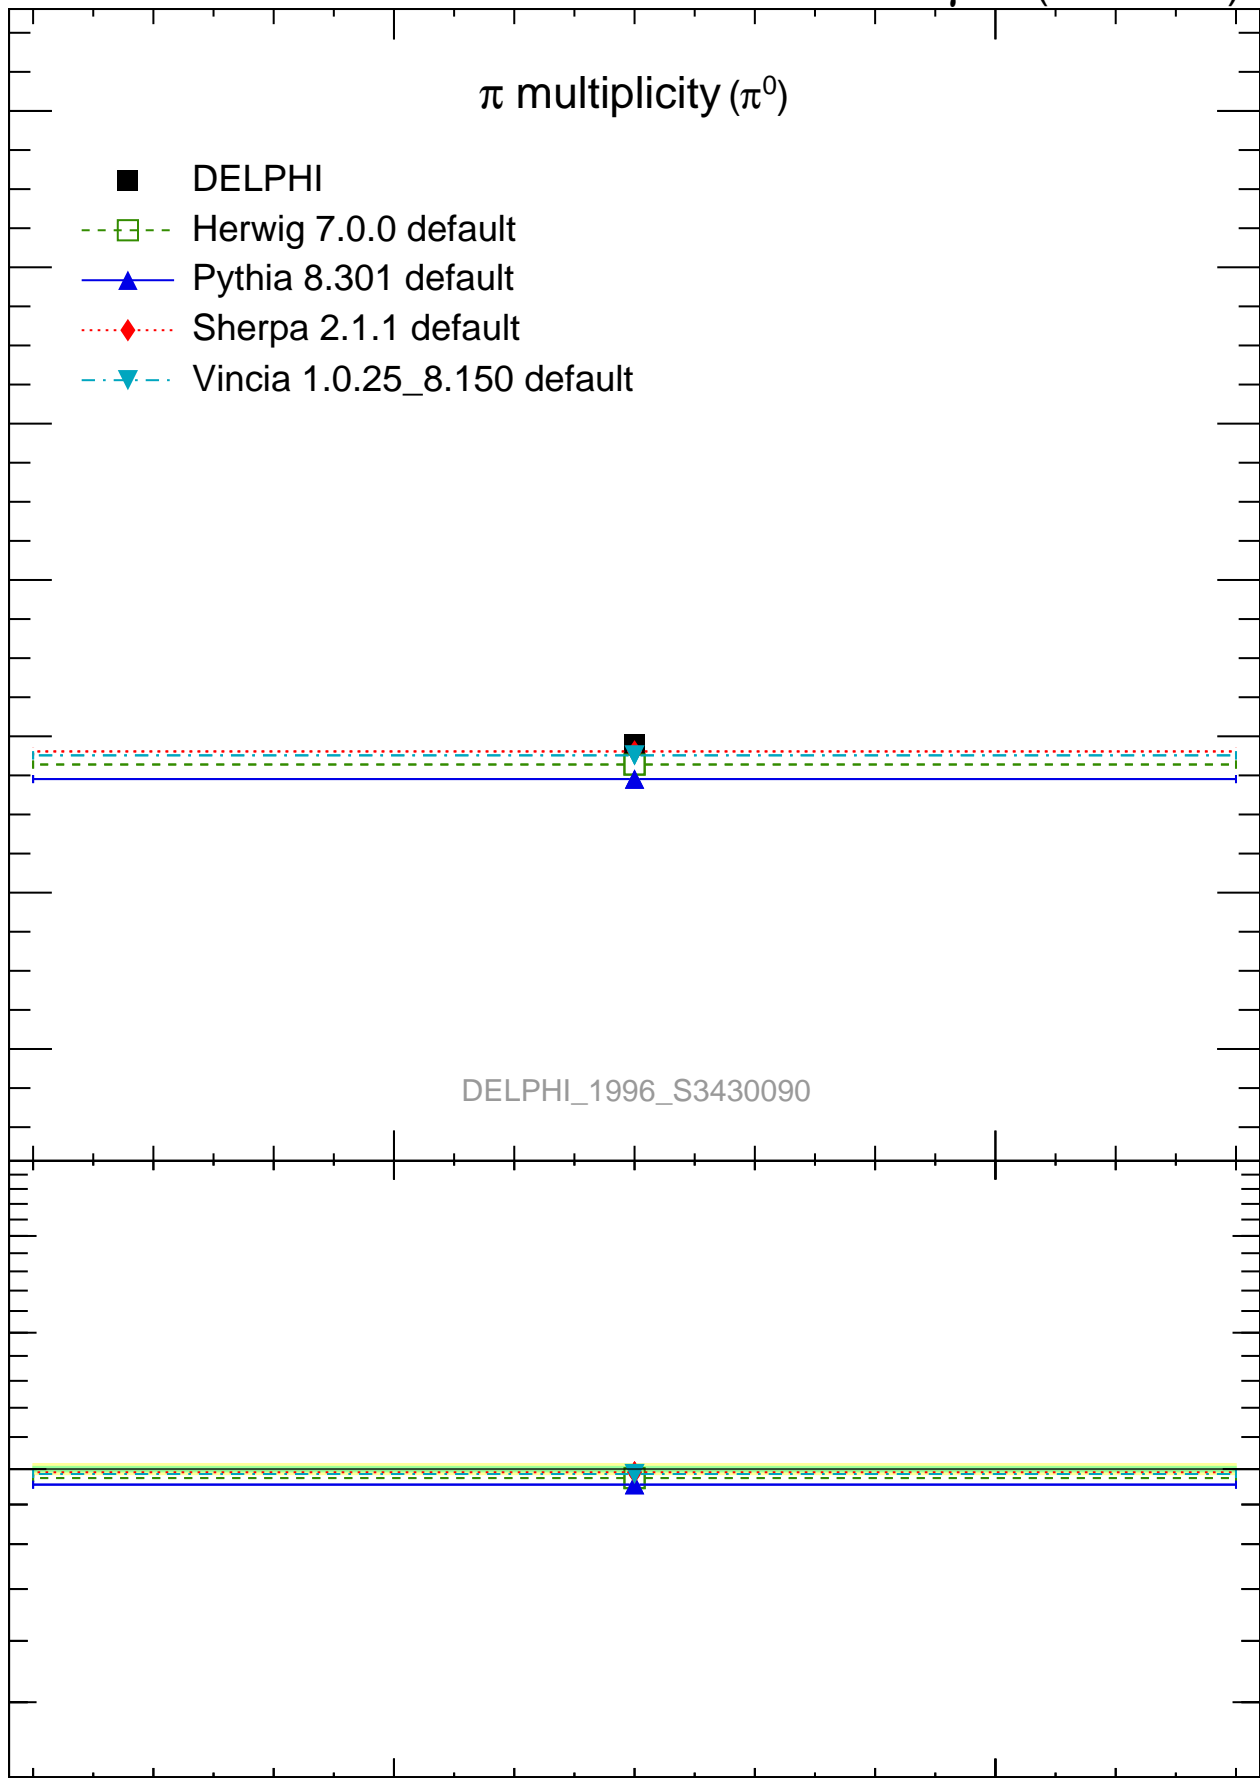 π multiplicity (π⁰)
DELPHI
Herwig 7.0.0 default
Pythia 8.301 default
Sherpa 2.1.1 default
Vincia 1.0.25_8.150 default
DELPHI_1996_S3430090